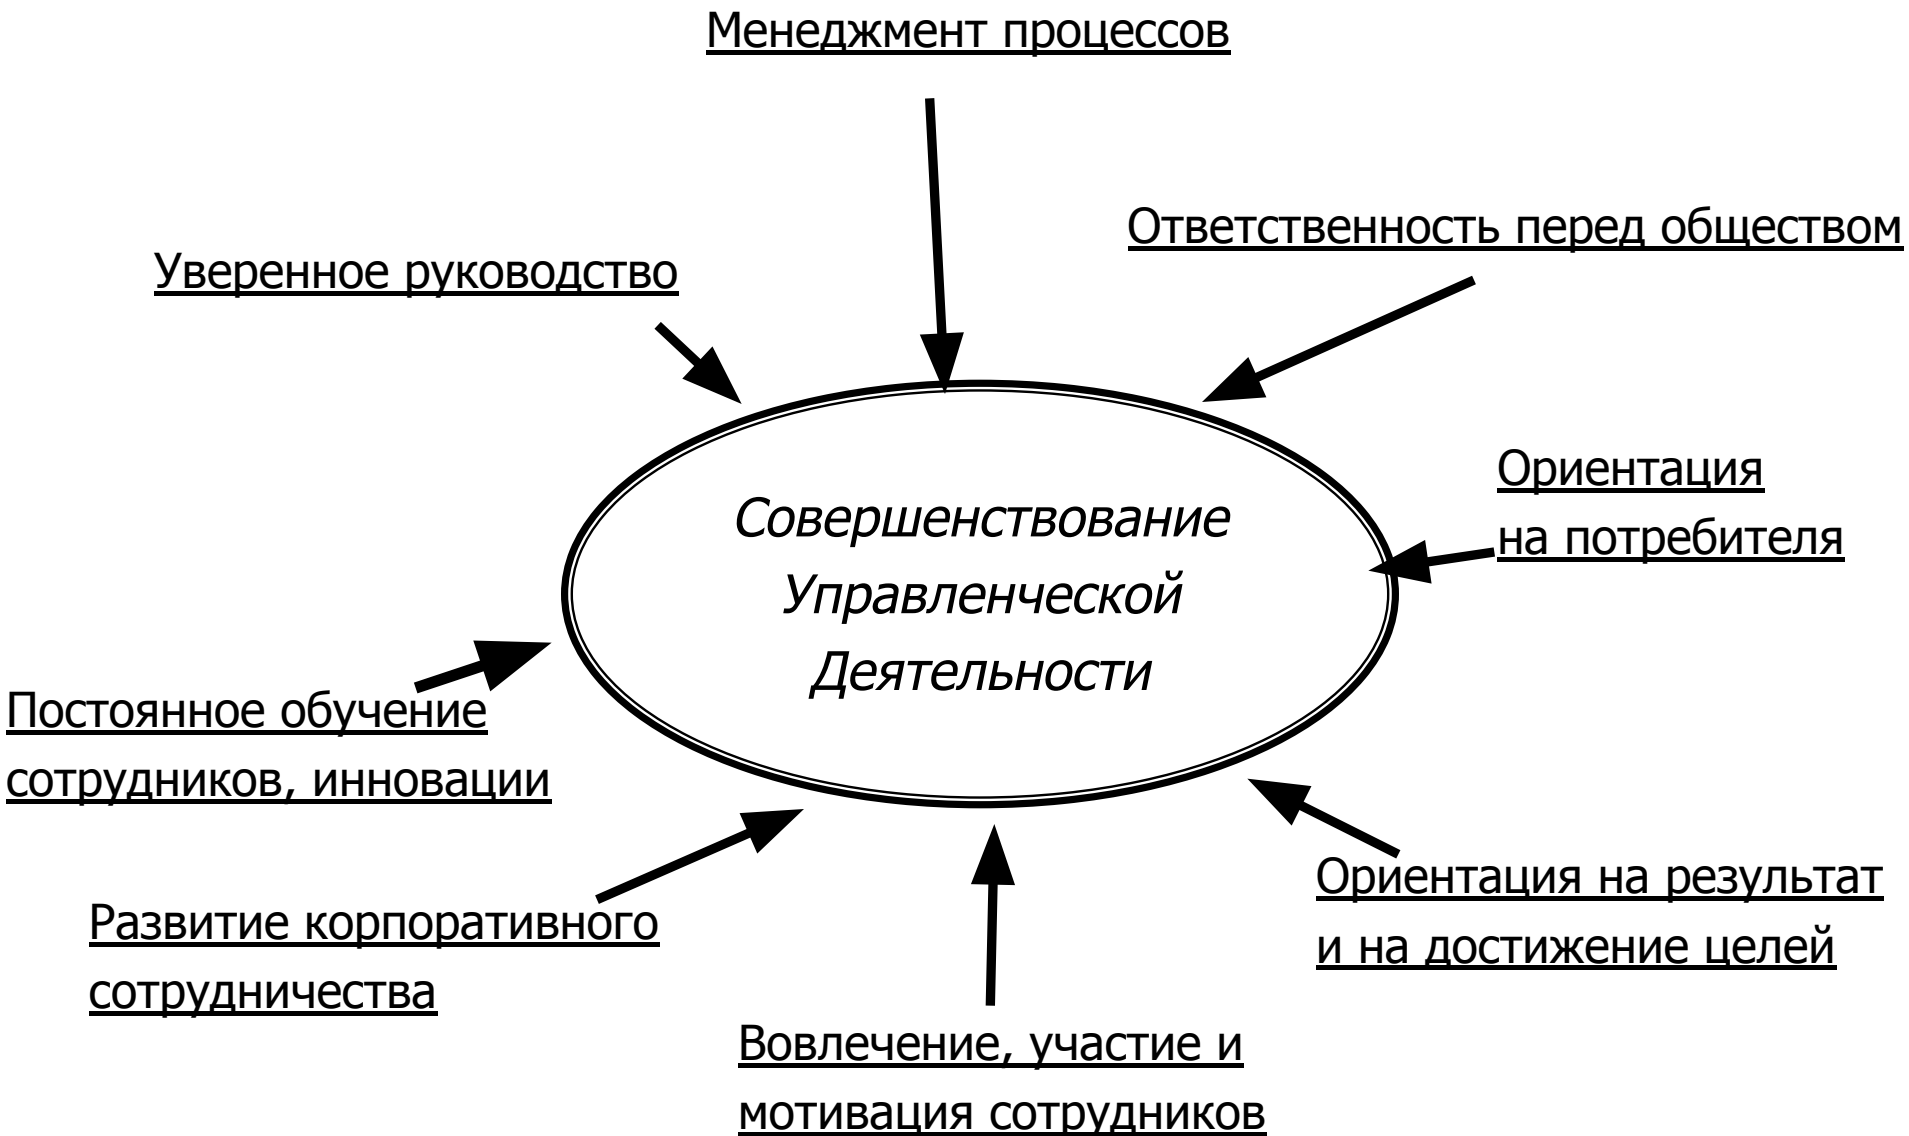 Менеджмент процессов
Ответственность перед обществом
Уверенное руководство
Ориентация
на потребителя
Совершенствование
Управленческой
Деятельности
Постоянное обучение
сотрудников, инновации
Ориентация на результат
и на достижение целей
Развитие корпоративного
сотрудничества
Вовлечение, участие и
мотивация сотрудников